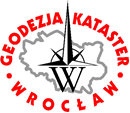 GEODEZJA KATASTER
W
• WROCŁAW •